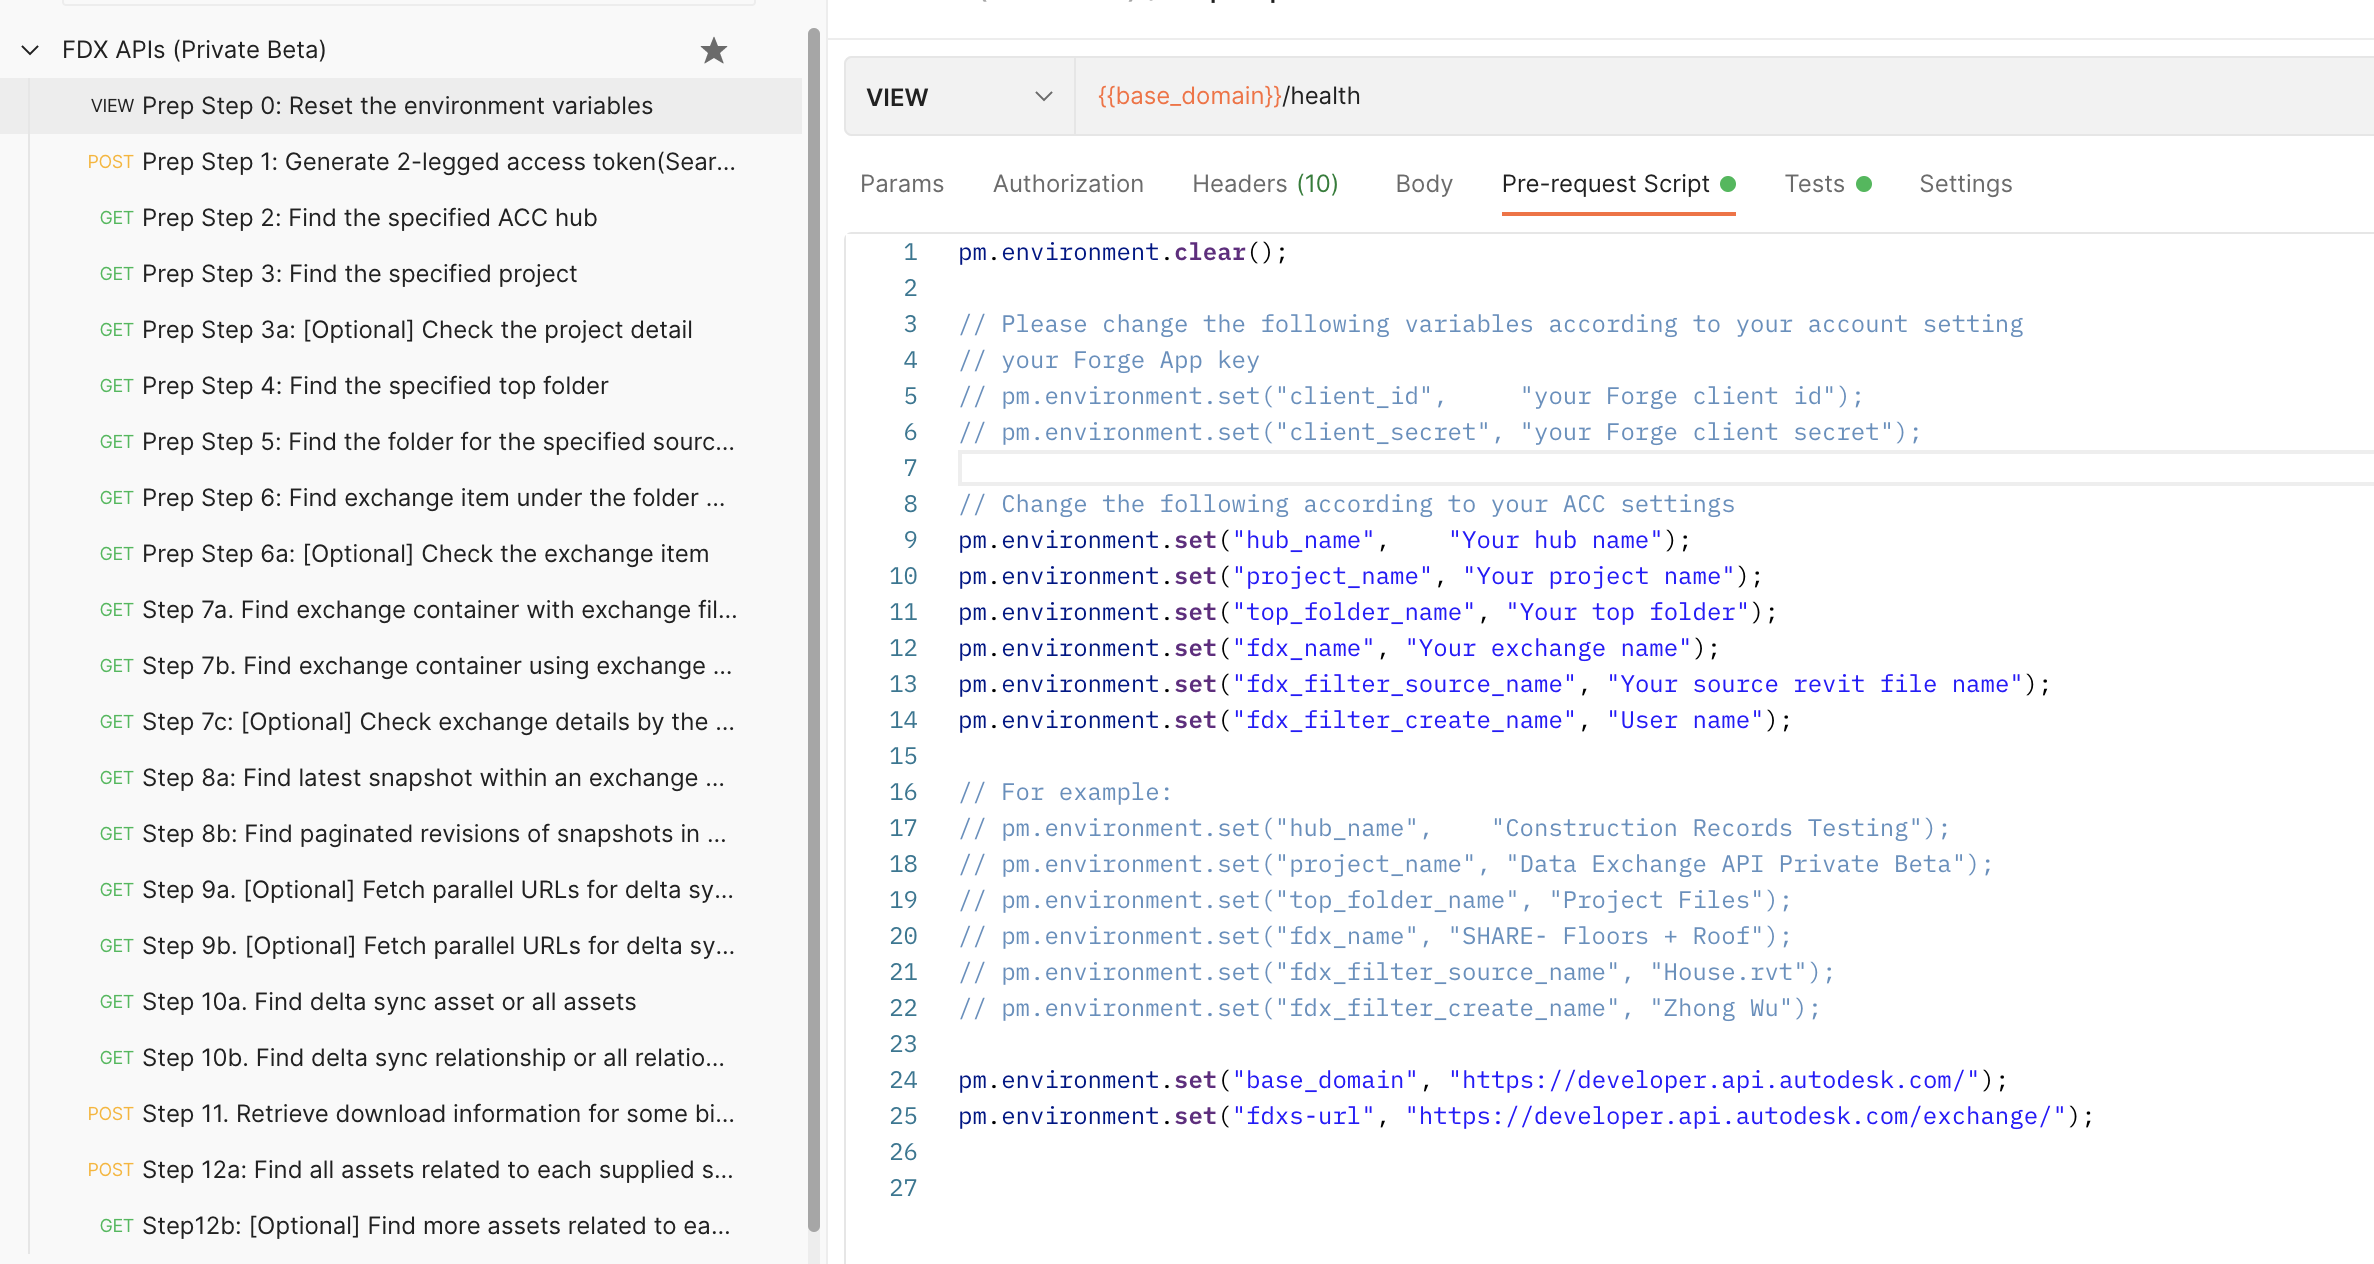 FDX APIs (Private Beta)
VIEW Prep Step 0: Reset the environment variables
POST Prep Step 1: Generate 2-legged access token(Sear...
GET Prep Step 2: Find the specified ACC hub
GET Prep Step 3: Find the specified project
GET Prep Step 3a: [Optional] Check the project detail
GET Prep Step 4: Find the specified top folder
GET Prep Step 5: Find the folder for the specified sourc...
GET Prep Step 6: Find exchange item under the folder ...
GET Prep Step 6a: [Optional] Check the exchange item
GET Step 7a. Find exchange container with exchange fil...
GET Step 7b. Find exchange container using exchange ...
GET Step 7c: [Optional] Check exchange details by the ...
GET Step 8a: Find latest snapshot within an exchange ...
GET Step 8b: Find paginated revisions of snapshots in ...
GET Step 9a. [Optional] Fetch parallel URLs for delta sy...
GET Step 9b. [Optional] Fetch parallel URLs for delta sy...
GET Step 10a. Find delta sync asset or all assets
GET Step 10b. Find delta sync relationship or all relatio...
POST Step 11. Retrieve download information for some bi...
POST Step 12a: Find all assets related to each supplied s...
GET Step12b: [Optional] Find more assets related to ea...
VIEW {{base_domain}}/health
Params Authorization Headers (10) Body Pre-request Script Tests Settings
1 pm.environment.clear();
2
3 // Please change the following variables according to your account setting
4 // your Forge App key
5 // pm.environment.set("client_id",     "your Forge client id");
6 // pm.environment.set("client_secret", "your Forge client secret");
7
8 // Change the following according to your ACC settings
9 pm.environment.set("hub_name",    "Your hub name");
10 pm.environment.set("project_name", "Your project name");
11 pm.environment.set("top_folder_name", "Your top folder");
12 pm.environment.set("fdx_name", "Your exchange name");
13 pm.environment.set("fdx_filter_source_name", "Your source revit file name");
14 pm.environment.set("fdx_filter_create_name", "User name");
15
16 // For example:
17 // pm.environment.set("hub_name",    "Construction Records Testing");
18 // pm.environment.set("project_name", "Data Exchange API Private Beta");
19 // pm.environment.set("top_folder_name", "Project Files");
20 // pm.environment.set("fdx_name", "SHARE- Floors + Roof");
21 // pm.environment.set("fdx_filter_source_name", "House.rvt");
22 // pm.environment.set("fdx_filter_create_name", "Zhong Wu");
23
24 pm.environment.set("base_domain", "https://developer.api.autodesk.com/");
25 pm.environment.set("fdxs-url", "https://developer.api.autodesk.com/exchange/");
26
27